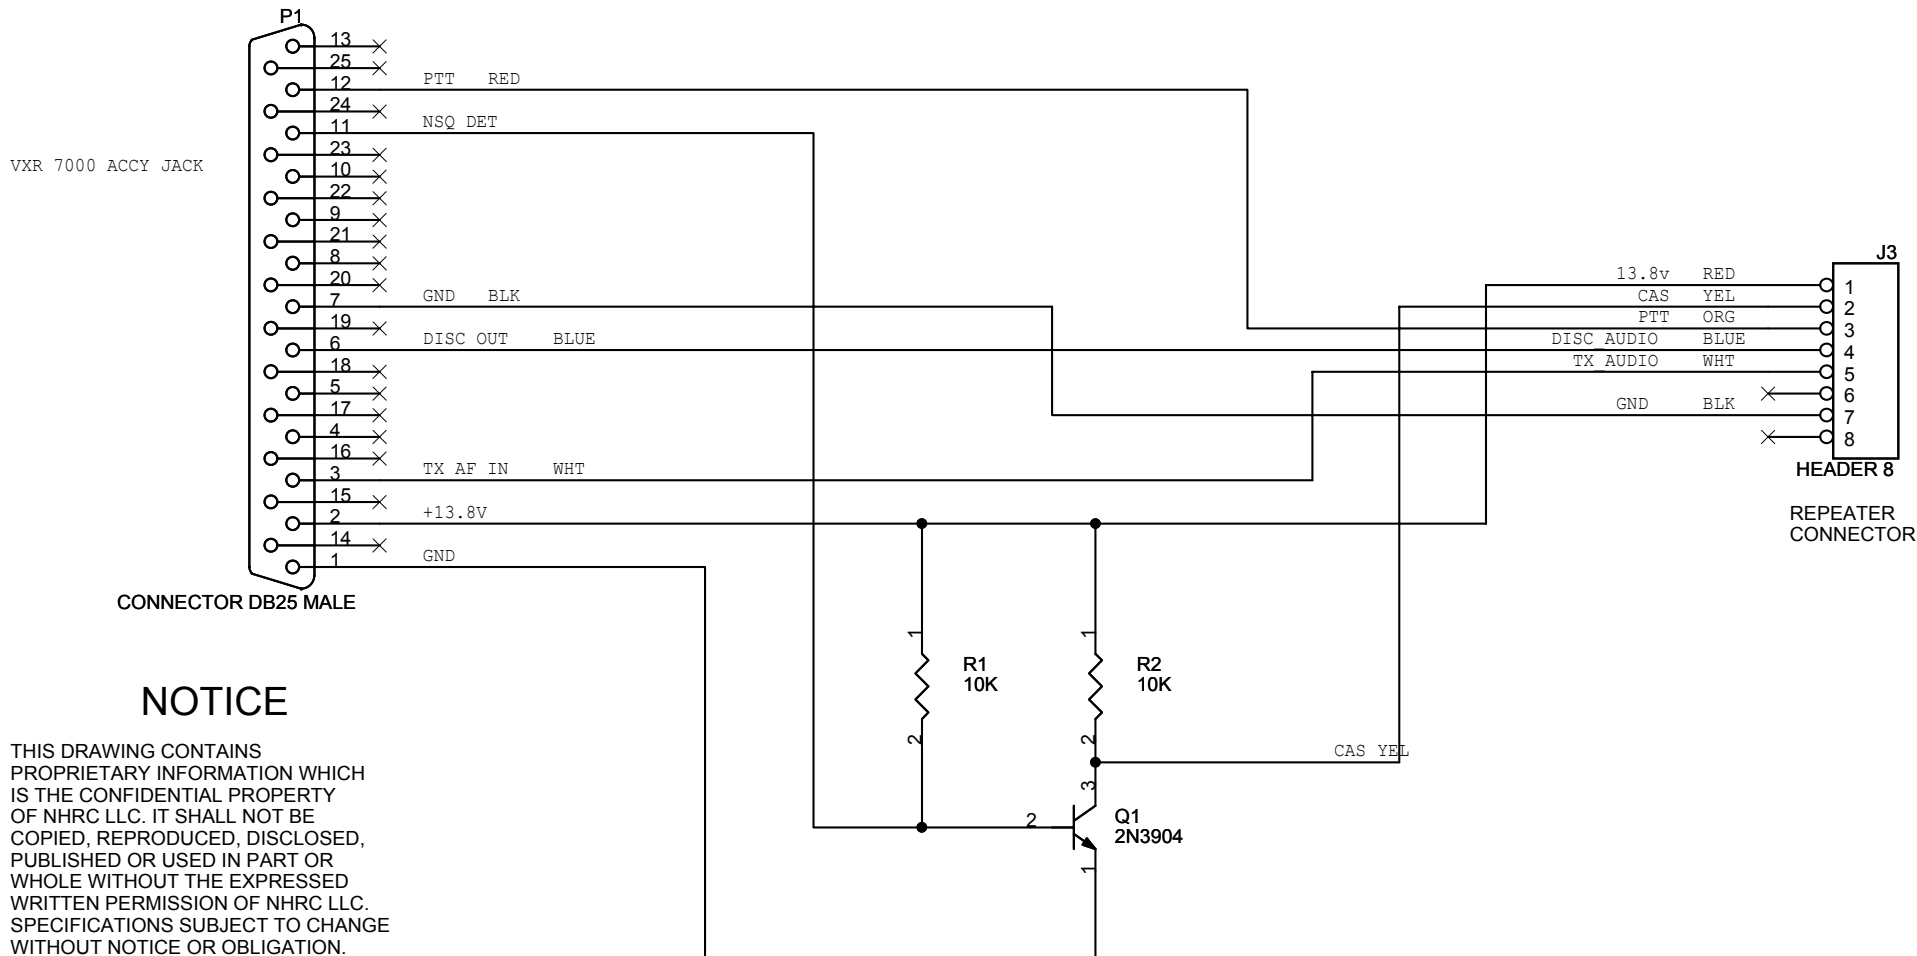 P1
13
25
12
24
11
23
10
22
9
21
8
20
7
19
6
18
5
17
4
16
3
15
2
14
1
PTT RED
NSQ DET
VXR 7000 ACCY JACK
GND BLK
DISC OUT BLUE
TX AF IN WHT
+13.8V
GND
CONNECTOR DB25 MALE
J3
13.8v RED
CAS YEL
PTT ORG
DISC_AUDIO BLUE
TX_AUDIO WHT
GND BLK
1
2
3
4
5
6
7
8
HEADER 8
REPEATER
CONNECTOR
1
R1
10K
2
1
R2
10K
2
CAS YEL
3
2
Q1
2N3904
1
NOTICE
THIS DRAWING CONTAINS
PROPRIETARY INFORMATION WHICH
IS THE CONFIDENTIAL PROPERTY
OF NHRC LLC. IT SHALL NOT BE
COPIED, REPRODUCED, DISCLOSED,
PUBLISHED OR USED IN PART OR
WHOLE WITHOUT THE EXPRESSED
WRITTEN PERMISSION OF NHRC LLC.
SPECIFICATIONS SUBJECT TO CHANGE
WITHOUT NOTICE OR OBLIGATION.